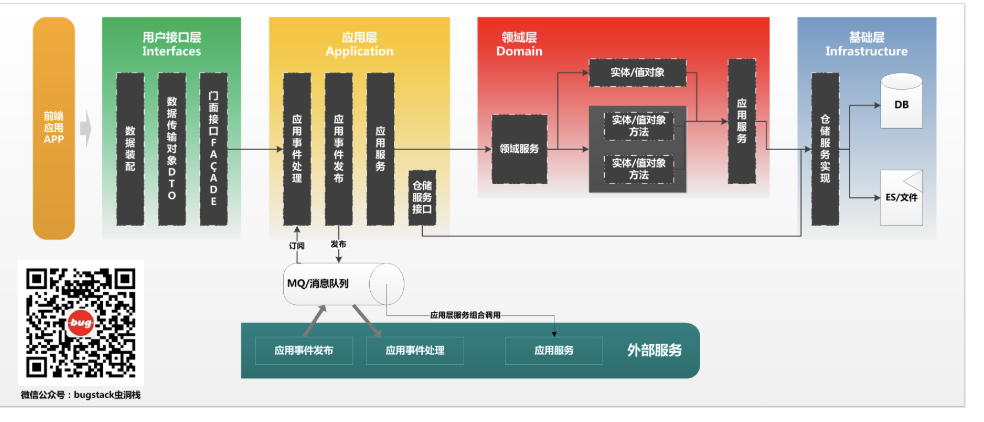 前端
应用
APP
用户接口层
Interfaces
数据装配
数据传输对象DTO
门面接口FAÇADE
应用层
Application
应用事件处理
应用事件发布
应用服务
仓储
服务
接口
领域层
Domain
领域服务
实体/值对象
实体/值对象
方法
实体/值对象
方法
应用服务
基础层
Infrastructure
仓储服务实现
DB
ES/文件
订阅
发布
MQ/消息队列
应用层服务组合调用
应用事件发布
应用事件处理
应用服务
外部服务
bug
微信公众号：bugstack虫洞栈